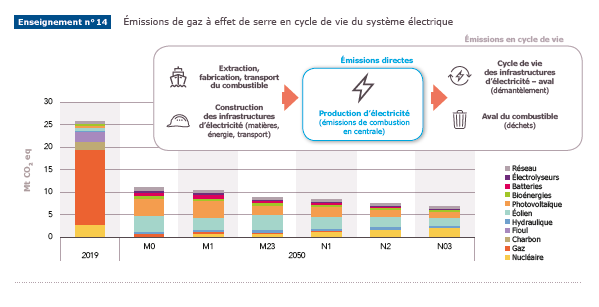 Enseignement n° 14
Émissions de gaz à effet de serre en cycle de vie du système électrique
Émissions en cycle de vie
Émissions directes
Extraction,
fabrication, transport
du combustible
Construction
des infrastructures
d'électricité (matières,
énergie, transport)
Production d'électricité
(émissions de combustion
en centrale)
Cycle de vie
des infrastructures
d'électricité – aval
(démantèlement)
Aval du combustible
(déchets)
Mt CO2 eq
30
25
20
15
10
5
0
M0
M1
M23
N1
N2
N03
2019
2050
Réseau
Électrolyseurs
Batteries
Bioénergies
Photovoltaïque
Éolien
Hydraulique
Fioul
Charbon
Gaz
Nucléaire